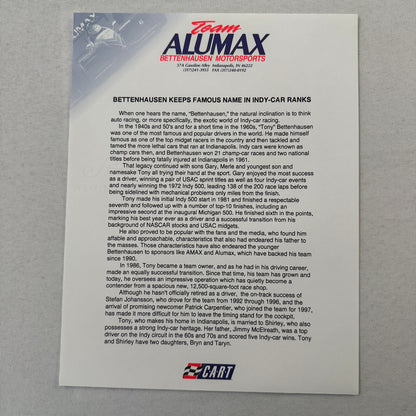 Team
ALUMAX
BETTENHAUSEN MOTORSPORTS
57A Gasoline Alley Indianapolis, IN 46222
(317)241-3933 FAX (317)240-0192
BETTENHAUSEN KEEPS FAMOUS NAME IN INDY-CAR RANKS
When one hears the name, "Bettenhausen," the natural inclination is to think
auto racing, or more specifically, the exotic world of Indy-car racing.
In the 1940s and 50's and for a short time in the 1960s, "Tony" Bettenhausen
was one of the most famous and popular drivers in the world. He made himself
famous as one of the top midget racers in the country and then tackled and
tamed the more lethal cars that ran at Indianapolis. Indy cars were known as
champ cars then, and Bettenhausen won 21 champ-car races and two national
titles before being fatally injured at Indianapolis in 1961.
That legacy continued with sons Gary, Merle and youngest son and
namesake Tony all trying their hand at the sport. Gary enjoyed the most success
as a driver, winning a pair of USAC sprint titles as well as four Indy-car events
and nearly winning the 1972 Indy 500, leading 138 of the 200 race laps before
being sidelined with mechanical problems only miles from the finish.
Tony made his initial Indy 500 start in 1981 and finished a respectable
seventh and followed up with a number of top-10 finishes, including an
impressive second at the inaugural Michigan 500. He finished sixth in the points,
marking his best year ever as a driver and a successful transition from his
background of NASCAR stocks and USAC midgets.
He also proved to be popular with the fans and the media, who found him
affable and approachable, characteristics that also had endeared his father to
the masses. Those characteristics have also endeared the younger
Bettenhausen to sponsors like AMAX and Alumax, which have backed his team
since 1990.
In 1986, Tony became a team owner, and as he had in his driving career,
made an equally successful transition. Since that time, his team has grown and
today, he oversees an impressive operation which has quietly become a
contender from a spacious new, 12,500-square-foot race shop.
Although he hasn't officially retired as a driver, the on-track success of
Stefan Johansson, who drove for the team from 1992 through 1996, and the
arrival of promising newcomer Patrick Carpentier, who joined the team for 1997,
has made it more difficult for him to leave the timing stand for the cockpit.
Tony, who makes his home in Indianapolis, is married to Shirley, who also
possesses a strong Indy-car heritage. Her father, Jimmy McElreath, was a top
driver on the Indy circuit in the 60s and 70s and scored five Indy-car wins. Tony
and Shirley have two daughters, Bryn and Taryn.
CART